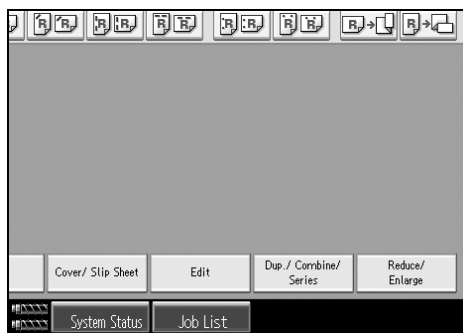 R R R R R R R R R R R R
Cover/ Slip Sheet Edit Dup./ Combine/ Series Reduce/ Enlarge
System Status Job List